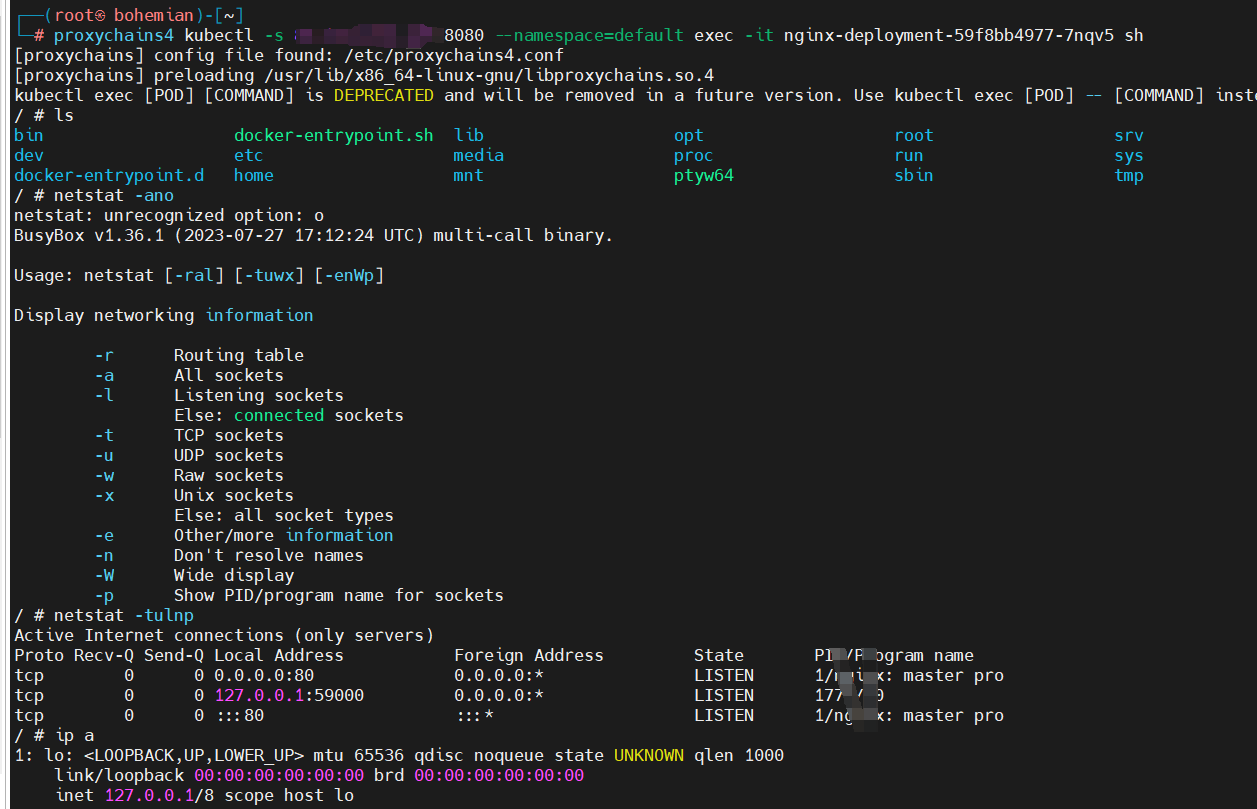 ┌──(root㉿ bohemian)-[~]
└─# proxychains4 kubectl -s 8080 --namespace=default exec -it nginx-deployment-59f8bb4977-7nqv5 sh
[proxychains] config file found: /etc/proxychains4.conf
[proxychains] preloading /usr/lib/x86_64-linux-gnu/libproxychains.so.4
kubectl exec [POD] [COMMAND] is DEPRECATED and will be removed in a future version. Use kubectl exec [POD] -- [COMMAND] inste
/ # ls
bin docker-entrypoint.sh lib opt root srv
dev etc media proc run sys
docker-entrypoint.d home mnt ptyw64 sbin tmp
/ # netstat -ano
netstat: unrecognized option: o
BusyBox v1.36.1 (2023-07-27 17:12:24 UTC) multi-call binary.
Usage: netstat [-ral] [-tuwx] [-enWp]
Display networking information
-r Routing table
-a All sockets
-l Listening sockets
Else: connected sockets
-t TCP sockets
-u UDP sockets
-w Raw sockets
-x Unix sockets
Else: all socket types
-e Other/more information
-n Don't resolve names
-W Wide display
-p Show PID/program name for sockets
/ # netstat -tulnp
Active Internet connections (only servers)
Proto Recv-Q Send-Q Local Address Foreign Address State PID/Program name
tcp 0 0 0.0.0.0:80 0.0.0.0:* LISTEN 1/nginx: master pro
tcp 0 0 127.0.0.1:59000 0.0.0.0:* LISTEN
tcp 0 0 :::80 :::* LISTEN 1/nginx: master pro
/ # ip a
1: lo: <LOOPBACK,UP,LOWER_UP> mtu 65536 qdisc noqueue state UNKNOWN qlen 1000
link/loopback 00:00:00:00:00:00 brd 00:00:00:00:00:00
inet 127.0.0.1/8 scope host lo